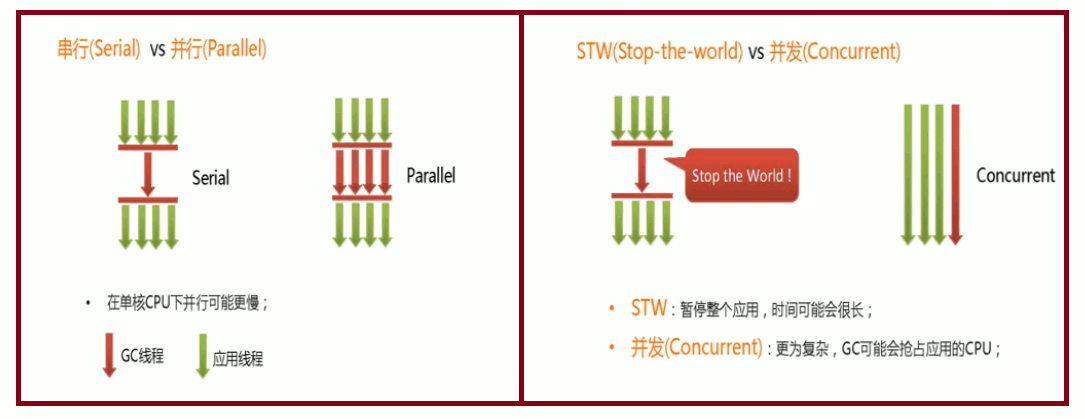 串行(Serial) vs 并行(Parallel)
Serial
Parallel
在单核CPU下并行可能更慢；
GC线程
应用线程
STW(Stop-the-world) vs 并发(Concurrent)
Stop the World！
Concurrent
STW：暂停整个应用，时间可能会很长；
并发(Concurrent)：更为复杂，GC可能会抢占应用的CPU；